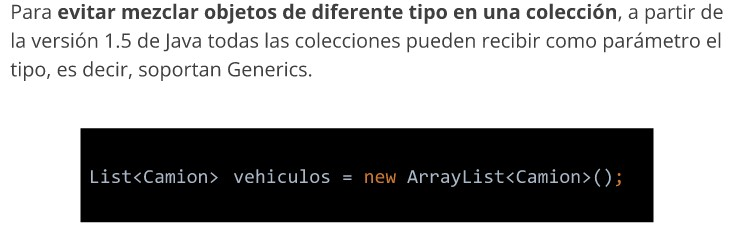 Para evitar mezclar objetos de diferente tipo en una colección, a partir de
la versión 1.5 de Java todas las colecciones pueden recibir como parámetro el
tipo, es decir, soportan Generics.
List<Camion> vehiculos = new ArrayList<Camion>();